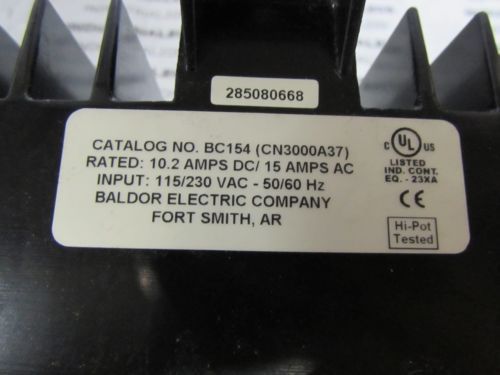 285080668
CATALOG NO. BC154 (CN3000A37)
RATED: 10.2 AMPS DC/ 15 AMPS AC
INPUT: 115/230 VAC - 50/60 Hz
BALDOR ELECTRIC COMPANY
FORT SMITH, AR
C UL US
LISTED
IND. CONT.
EQ. - 23XA
CE
Hi-Pot
Tested